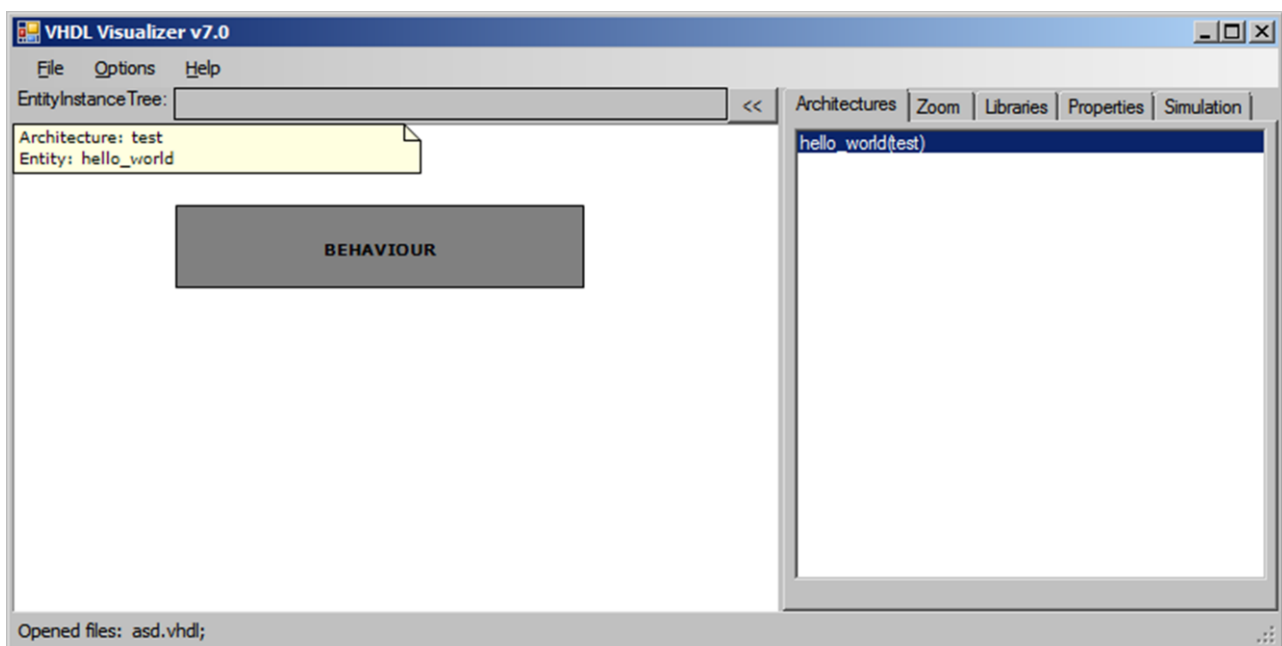 VHDL Visualizer v7.0
File Options Help
EntityInstanceTree: <<
Architectures Zoom Libraries Properties Simulation
Architecture: test
Entity: hello_world
hello_world(test)
BEHAVIOUR
Opened files: asd.vhdl;